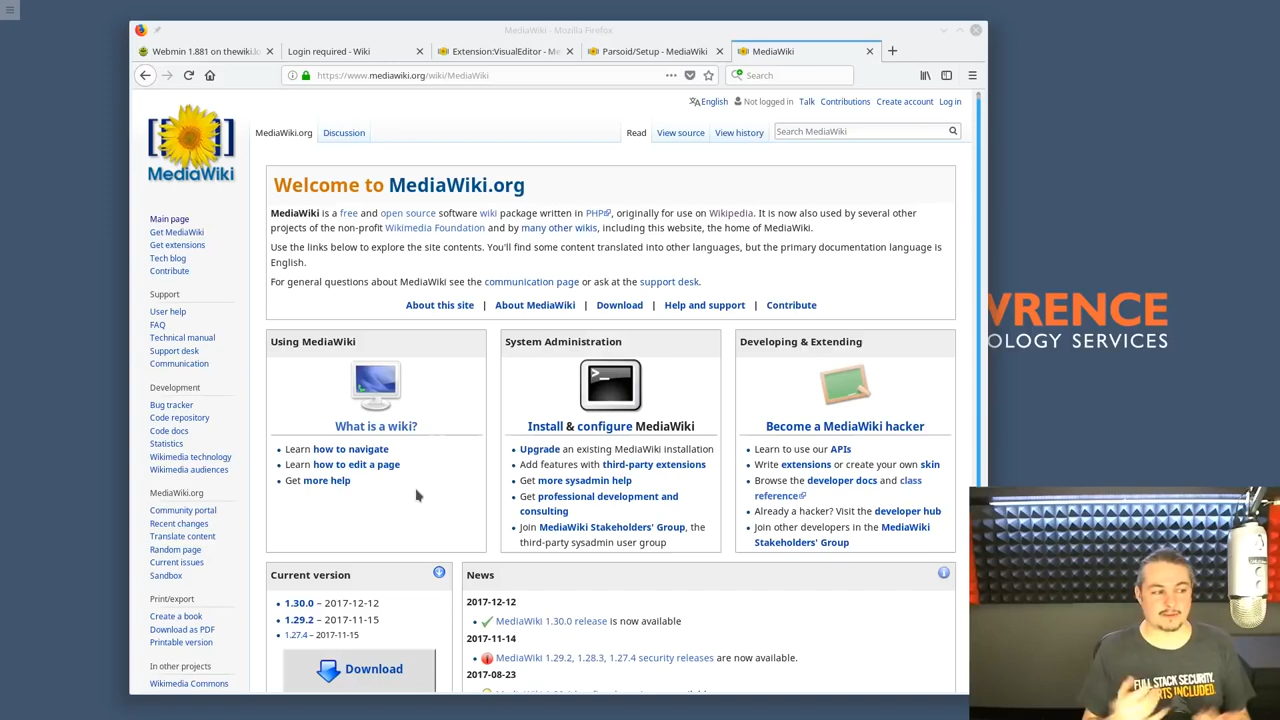 MediaWiki - Mozilla Firefox
Webmin 1.881 on thewiki.lo
Login required - Wiki
Extension:VisualEditor - Me
Parsoid/Setup - MediaWiki
MediaWiki
https://www.mediawiki.org/wiki/MediaWiki
Search
English Not logged in Talk Contributions Create account Log in
MediaWiki.org Discussion Read View source View history Search MediaWiki
MediaWiki
Main page
Get MediaWiki
Get extensions
Tech blog
Contribute
Support
User help
FAQ
Technical manual
Support desk
Communication
Development
Bug tracker
Code repository
Code docs
Statistics
Wikimedia technology
Wikimedia audiences
MediaWiki.org
Community portal
Recent changes
Translate content
Random page
Current issues
Sandbox
Print/export
Create a book
Download as PDF
Printable version
In other projects
Wikimedia Commons
Welcome to MediaWiki.org
MediaWiki is a free and open source software wiki package written in PHP, originally for use on Wikipedia. It is now also used by several other
projects of the non-profit Wikimedia Foundation and by many other wikis, including this website, the home of MediaWiki.
Use the links below to explore the site contents. You'll find some content translated into other languages, but the primary documentation language is
English.
For general questions about MediaWiki see the communication page or ask at the support desk.
About this site | About MediaWiki | Download | Help and support | Contribute
Using MediaWiki
What is a wiki?
• Learn how to navigate
• Learn how to edit a page
• Get more help
System Administration
Install & configure MediaWiki
• Upgrade an existing MediaWiki installation
• Add features with third-party extensions
• Get more sysadmin help
• Get professional development and
consulting
• Join MediaWiki Stakeholders' Group, the
third-party sysadmin user group
Developing & Extending
Become a MediaWiki hacker
• Learn to use our APIs
• Write extensions or create your own skin
• Browse the developer docs and class
reference
• Already a hacker? Visit the developer hub
• Join other developers in the MediaWiki
Stakeholders' Group
Current version
• 1.30.0 – 2017-12-12
• 1.29.2 – 2017-11-15
• 1.27.4 – 2017-11-15
Download
News
2017-12-12
• MediaWiki 1.30.0 release is now available
2017-11-14
• MediaWiki 1.29.2, 1.28.3, 1.27.4 security releases are now available.
2017-08-23
WRENCE
OLOGY SERVICES
FULL STACK SECURITY.
INCLUDED.